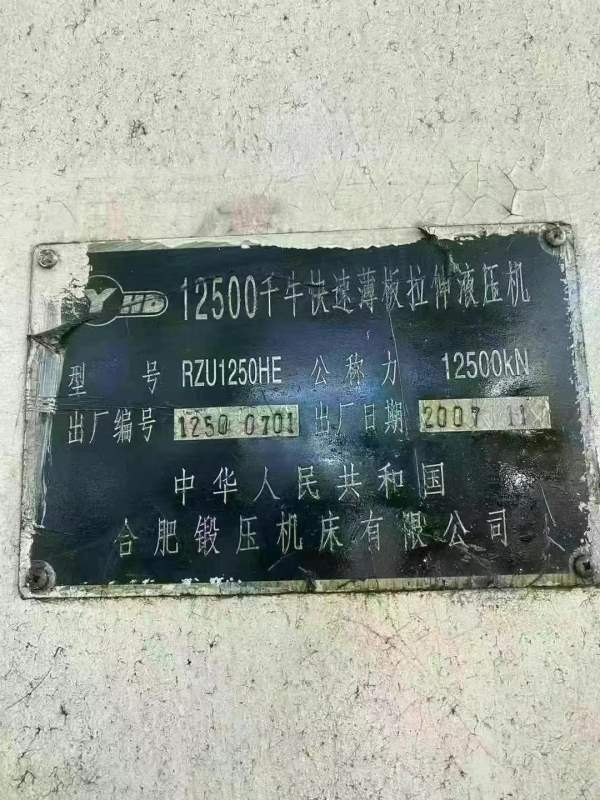 YHD 12500千牛快速薄板拉伸液压机
型 号 RZU1250HE 公称力 12500kN
出厂编号 1250 0701 出厂日期 2007 11
中华人民共和国
合肥锻压机床有限公司